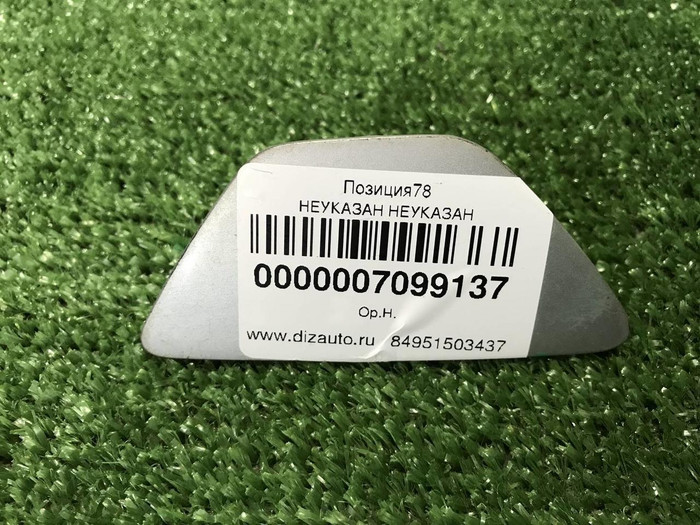 Позиция78
НЕУКАЗАН НЕУКАЗАН
0000007099137
Ор.Н.
www.dizauto.ru 84951503437